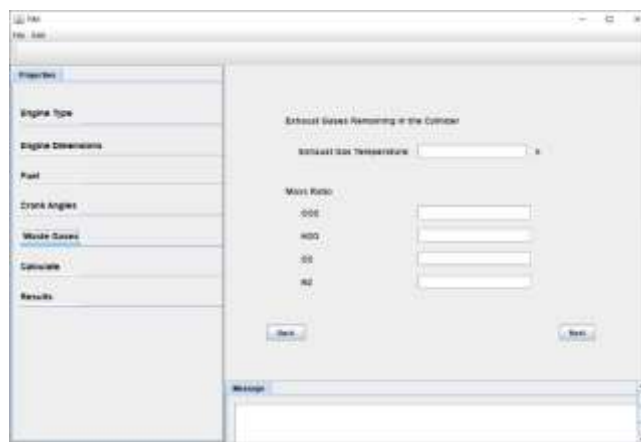 File Edit
Properties
Engine Type
Engine Dimensions
Fuel
Crank Angles
Waste Gases
Calculate
Results
Exhaust Gases Remaining in the Cylinder
Exhaust Gas Temperature
Mass Ratio
CO2
H2O
O2
N2
Back Next
Message